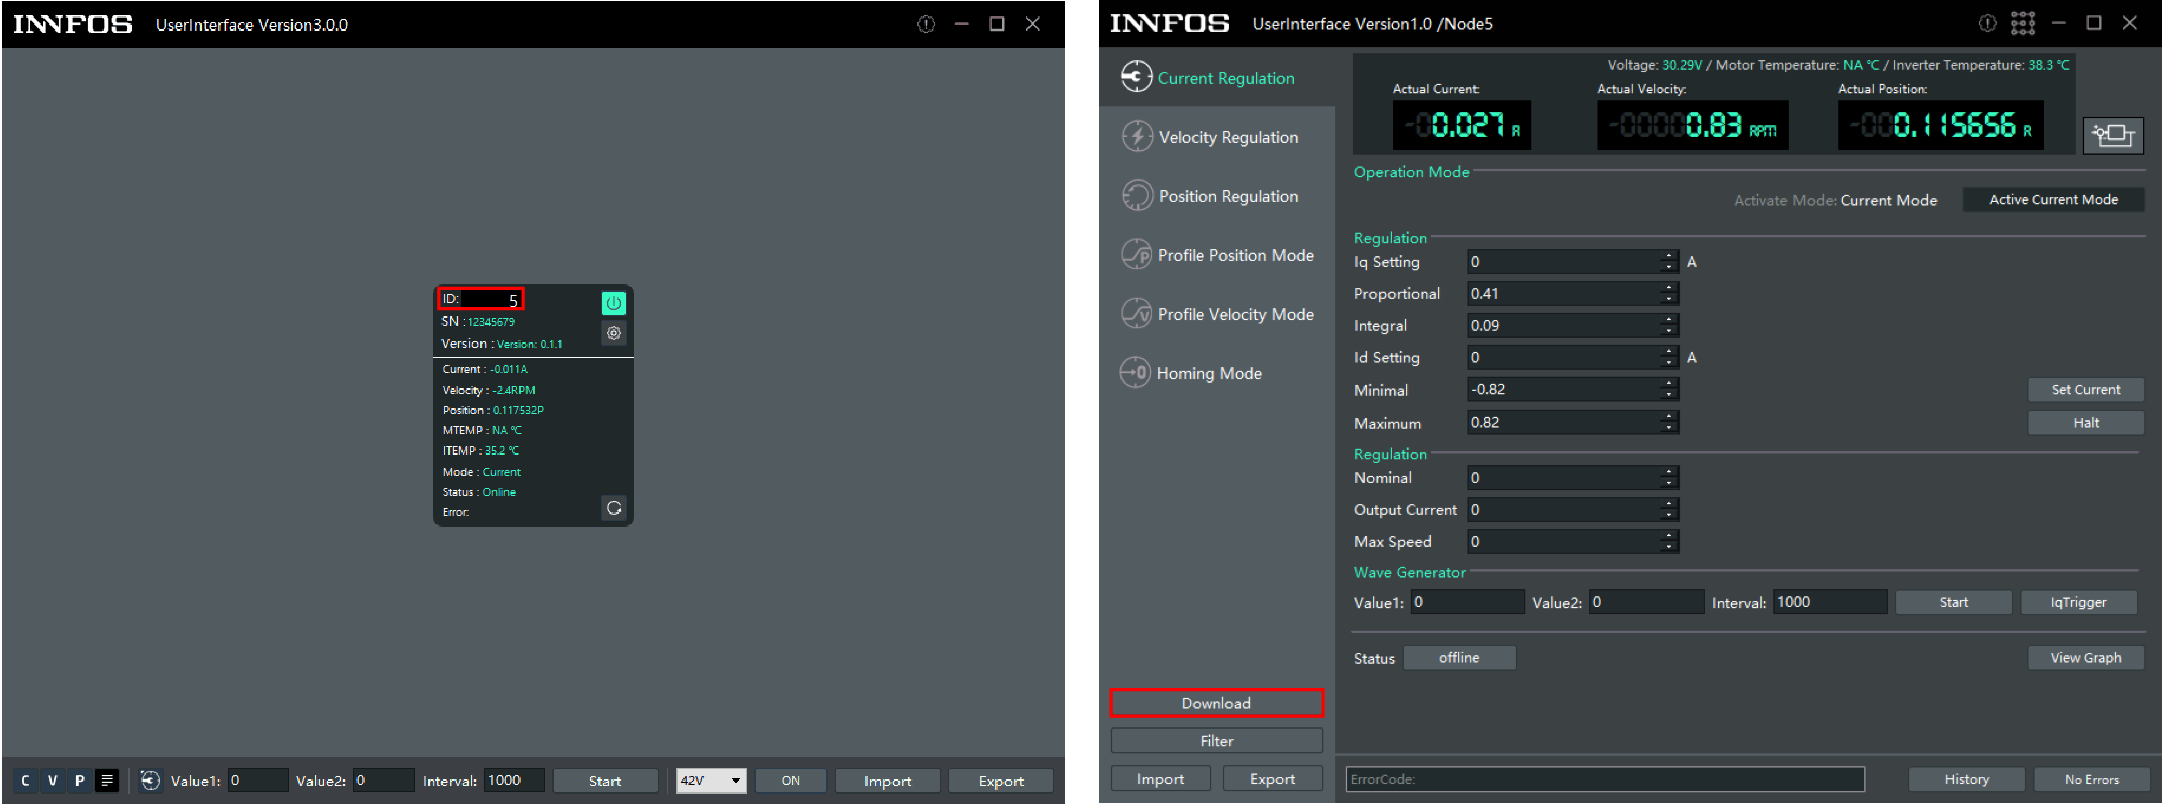 INNFOS UserInterface Version3.0.0
ID: 5
SN : 12345679
Version : Version: 0.1.1
Current : -0.011A
Velocity : -2.4RPM
Position : 0.117532P
MTEMP : NA ℃
ITEMP : 35.2 ℃
Mode : Current
Status : Online
Error:
C V P Value1: 0 Value2: 0 Interval: 1000 Start 42V ON Import Export
INNFOS UserInterface Version1.0 /Node5
Current Regulation
Velocity Regulation
Position Regulation
Profile Position Mode
Profile Velocity Mode
Homing Mode
Download
Filter
Import Export
Voltage: 30.29V / Motor Temperature: NA ℃ / Inverter Temperature: 38.3 ℃
Actual Current: Actual Velocity: Actual Position:
0.027 A 0.83 RPM 0.115656 R
Operation Mode
Activate Mode: Current Mode Active Current Mode
Regulation
Iq Setting 0 A
Proportional 0.41
Integral 0.09
Id Setting 0 A
Minimal -0.82 Set Current
Maximum 0.82 Halt
Regulation
Nominal 0
Output Current 0
Max Speed 0
Wave Generator
Value1: 0 Value2: 0 Interval: 1000 Start IqTrigger
Status offline View Graph
ErrorCode: History No Errors